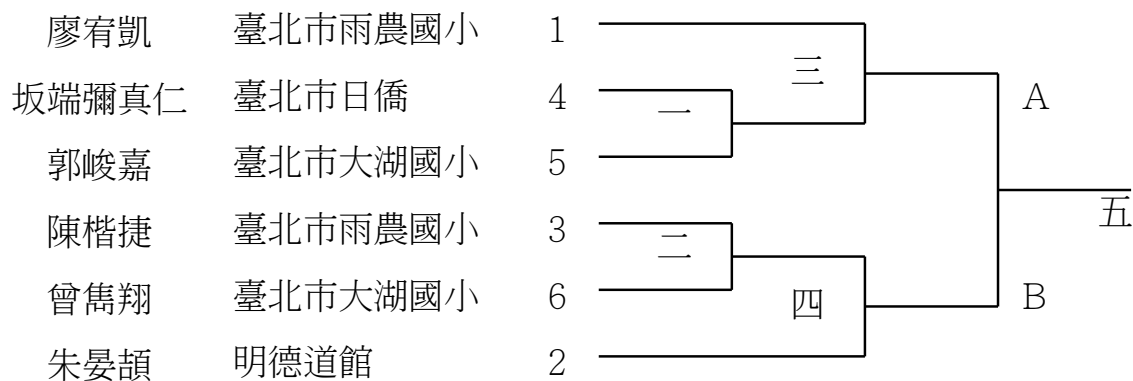 廖宥凱 臺北市雨農國小 1
三
坂端彌真仁 臺北市日僑 4 A
一
郭峻嘉 臺北市大湖國小 5
五
陳楷捷 臺北市雨農國小 3
二
曾雋翔 臺北市大湖國小 6 四 B
朱晏頡 明德道館 2